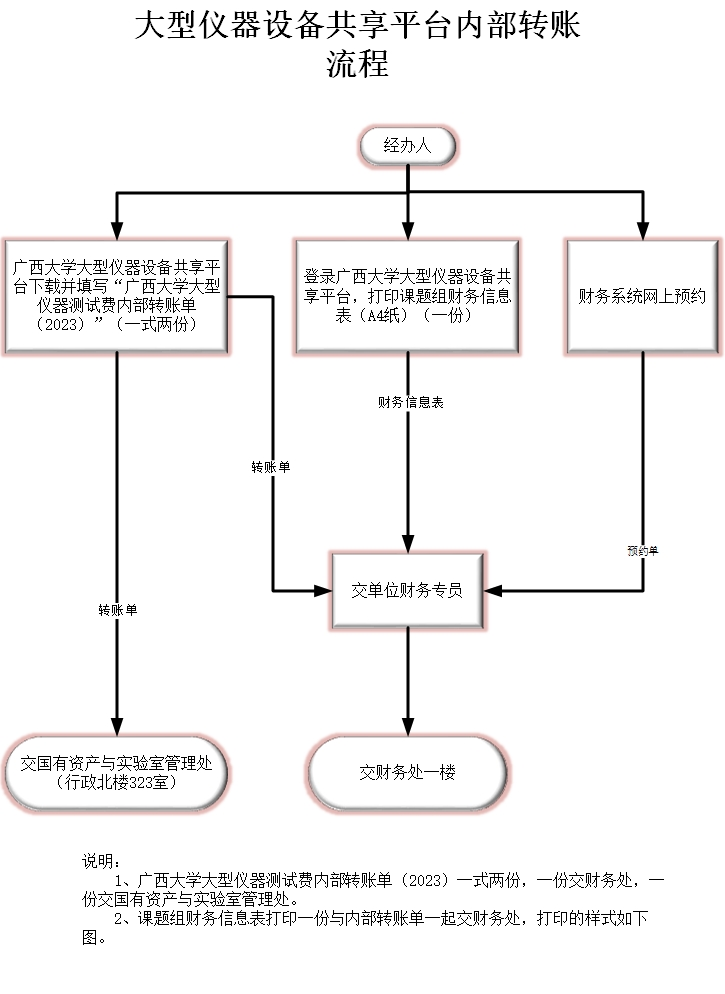 大型仪器设备共享平台内部转账
流程
经办人
广西大学大型仪器设备共享平
台下载并填写“广西大学大型
仪器测试费内部转账单
（2023）”（一式两份）
登录广西大学大型仪器设备共
享平台，打印课题组财务信息
表（A4纸）（一份）
财务系统网上预约
财务信息表
转账单
预约单
交单位财务专员
转账单
交国有资产与实验室管理处
（行政北楼323室）
交财务处一楼
说明：
1、广西大学大型仪器测试费内部转账单（2023）一式两份，一份交财务处，一
份交国有资产与实验室管理处。
2、课题组财务信息表打印一份与内部转账单一起交财务处，打印的样式如下
图。